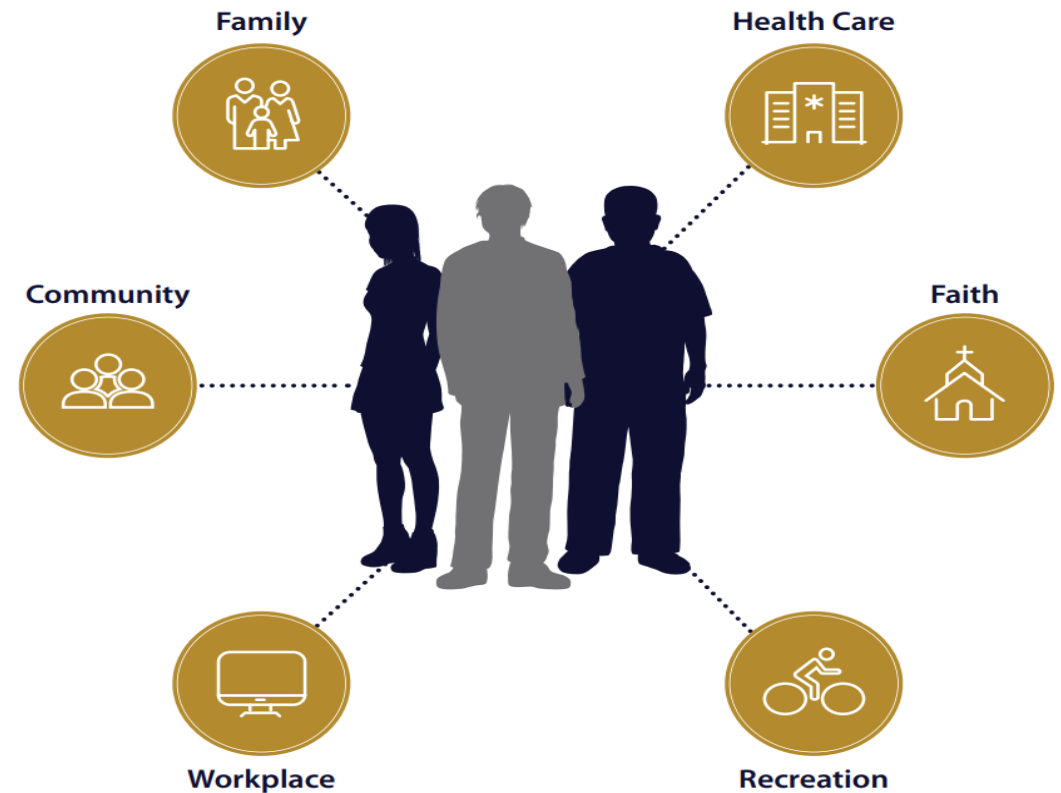 Family
Health Care
Community
Faith
Workplace
Recreation